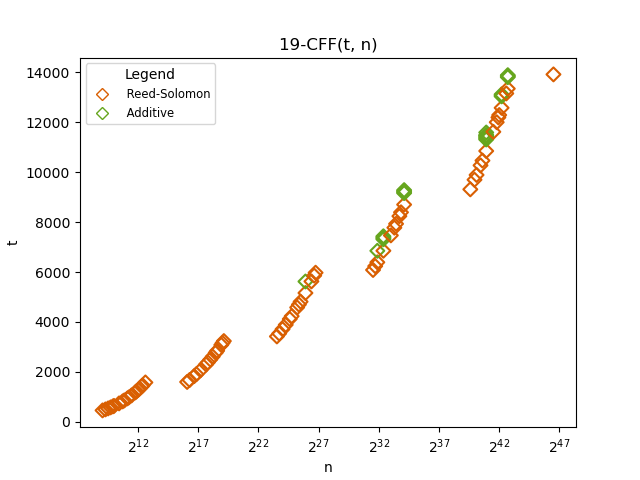 19-CFF(t, n)
Legend
Reed-Solomon
Additive
14000
12000
10000
8000
6000
4000
2000
0
t
2^12 2^17 2^22 2^27 2^32 2^37 2^42 2^47
n